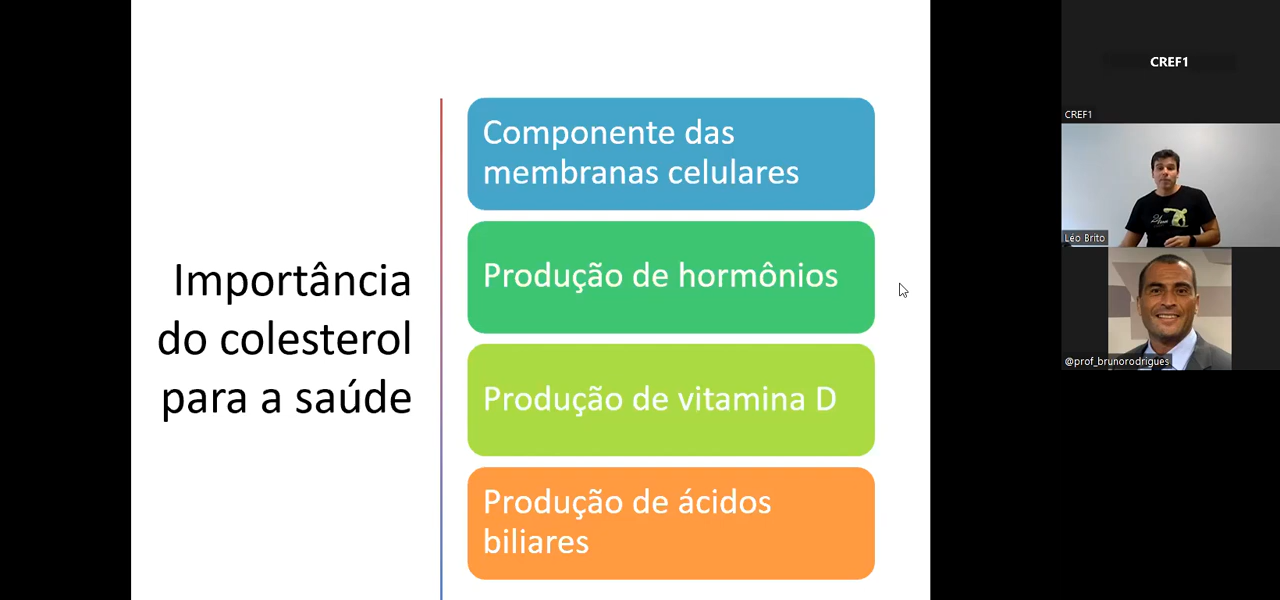 Importância
do colesterol
para a saúde
Componente das
membranas celulares
Produção de hormônios
Produção de vitamina D
Produção de ácidos
biliares
CREF1
CREF1
Léo Brito
@prof_brunorodrigues